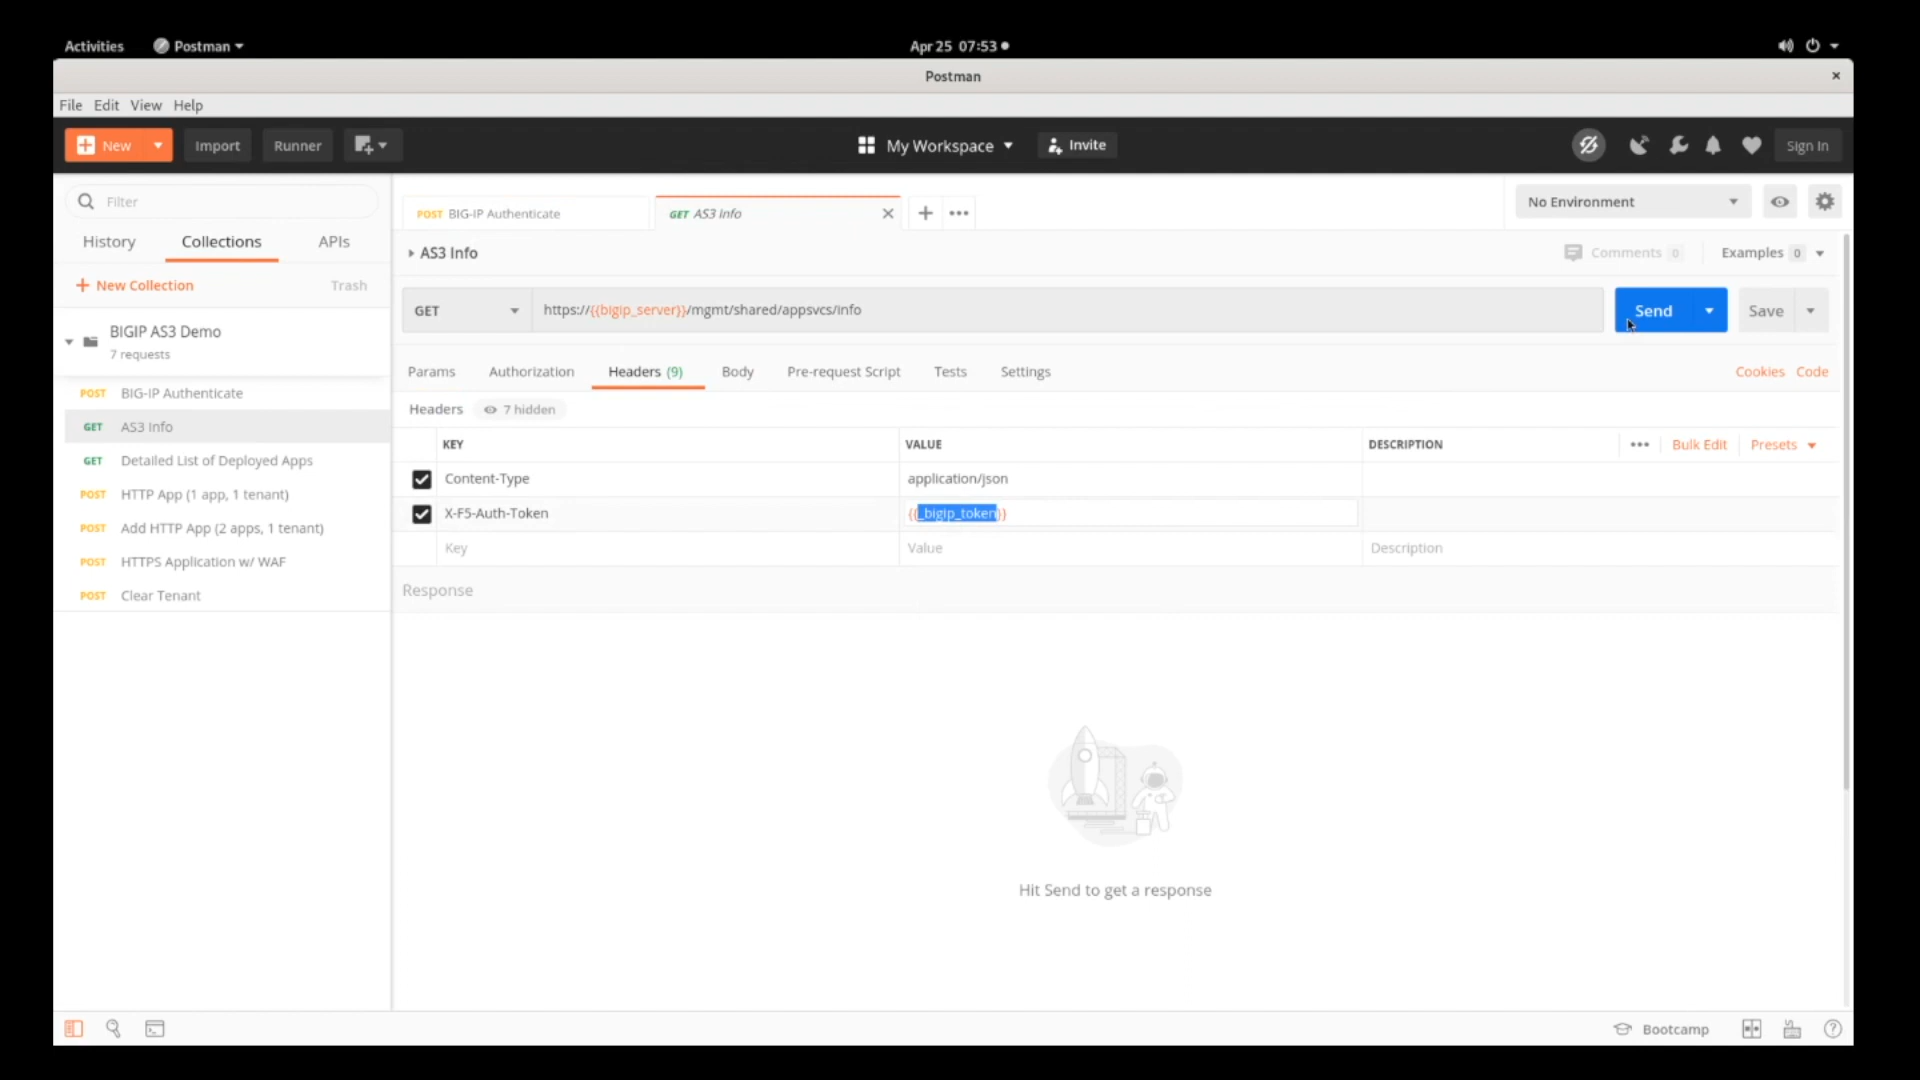 Activities Postman Apr 25 07:53
Postman
File Edit View Help
New Import Runner My Workspace Invite Sign In
Filter
History Collections APIs
New Collection Trash
BIGIP AS3 Demo
7 requests
POST BIG-IP Authenticate
GET AS3 Info
GET Detailed List of Deployed Apps
POST HTTP App (1 app, 1 tenant)
POST Add HTTP App (2 apps, 1 tenant)
POST HTTPS Application w/ WAF
POST Clear Tenant
POST BIG-IP Authenticate GET AS3 Info No Environment
AS3 Info Comments 0 Examples 0
GET https://{{bigip_server}}/mgmt/shared/appsvcs/info Send Save
Params Authorization Headers (9) Body Pre-request Script Tests Settings Cookies Code
Headers 7 hidden
KEY VALUE DESCRIPTION Bulk Edit Presets
Content-Type application/json
X-F5-Auth-Token {{_bigip_token}}
Key Value Description
Response
Hit Send to get a response
Bootcamp